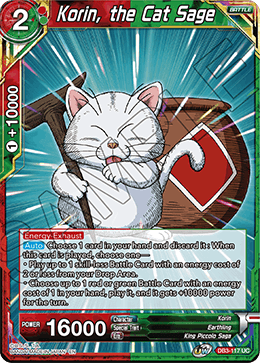 BATTLE
2
Korin, the Cat Sage
+10000
Energy-Exhaust
Auto Choose 1 card in your hand and discard it : When
this card is played, choose one—
・Play up to 1 skill-less Battle Card with an energy cost of
2 or less from your Drop Area.
・Choose up to 1 red or green Battle Card with an energy
cost of 1 in your hand, play it, and it gets +10000 power
for the turn.
POWER
16000
Character Korin
Special Trait Earthling
Era King Piccolo Saga
DB3-117 UC